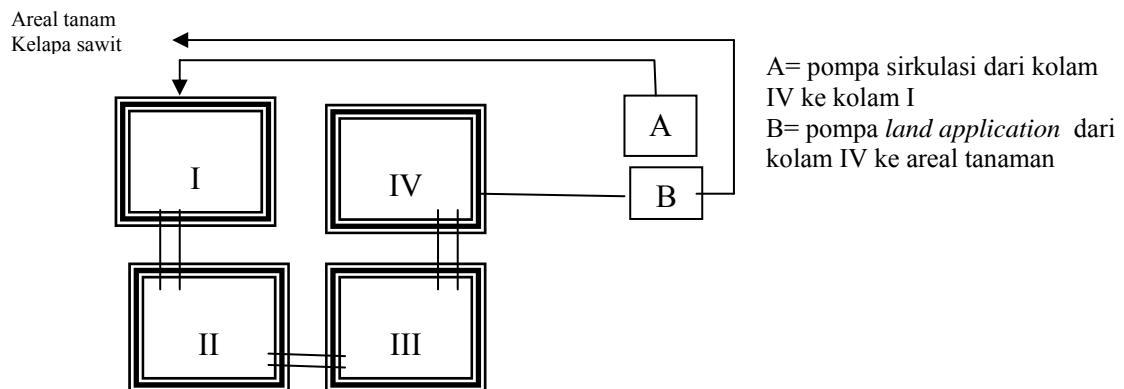 Areal tanam
Kelapa sawit
A= pompa sirkulasi dari kolam
IV ke kolam I
B= pompa land application dari
kolam IV ke areal tanaman
A
I
IV
B
II
III